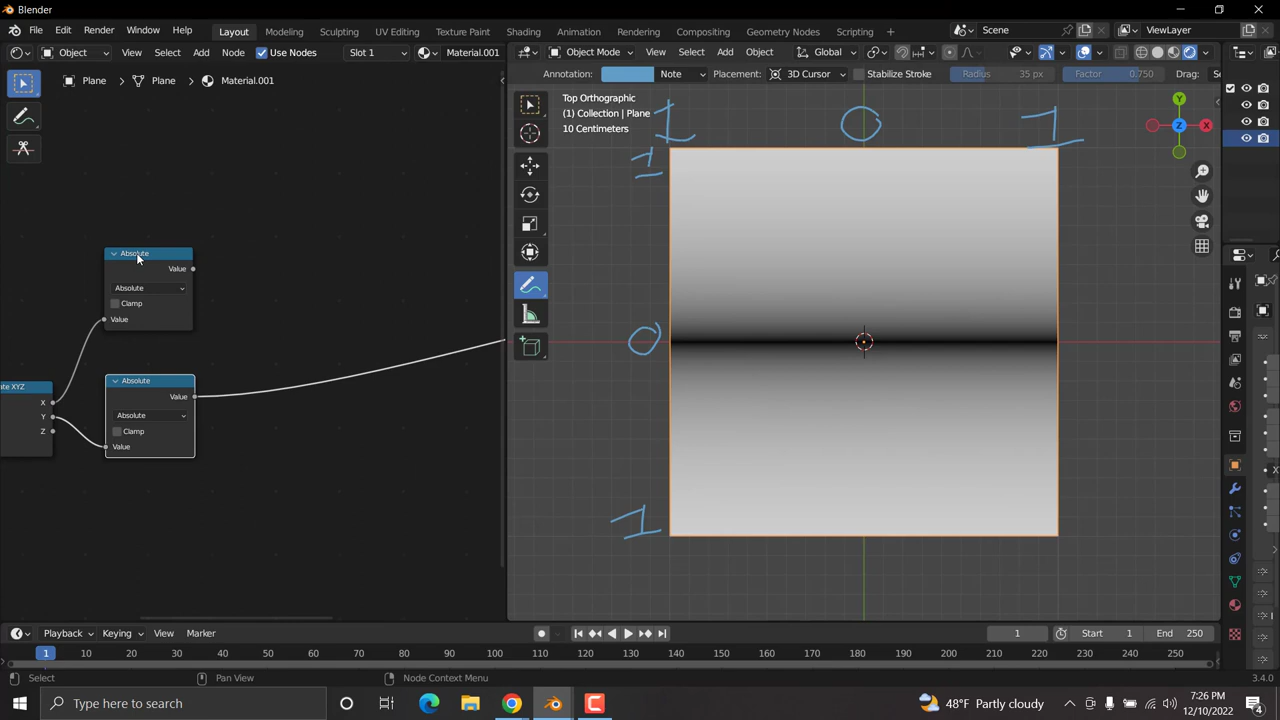 Blender
File Edit Render Window Help Layout Modeling Sculpting UV Editing Texture Paint Shading Animation Rendering Compositing Geometry Nodes Scripting Scene ViewLayer
Object View Select Add Node Use Nodes Slot 1 Material.001 Object Mode View Select Add Object Global
Plane > Plane > Material.001 Annotation: Note Placement: 3D Cursor Stabilize Stroke Radius 35 px Factor 0.750 Drag:
Top Orthographic
(1) Collection | Plane
10 Centimeters
1 0 1
1
Y
Z X
Absolute
Value
Absolute
Clamp
Value
0
ate XYZ
X
Y
Z
Absolute
Value
Absolute
Clamp
Value
1
Playback Keying View Marker 1 Start 1 End 250
1 10 20 30 40 50 60 70 80 90 100 110 120 130 140 150 160 170 180 190 200 210 220 230 240 250
Select Pan View Node Context Menu 3.4.0
Type here to search 48°F Partly cloudy 7:26 PM
12/10/2022
4